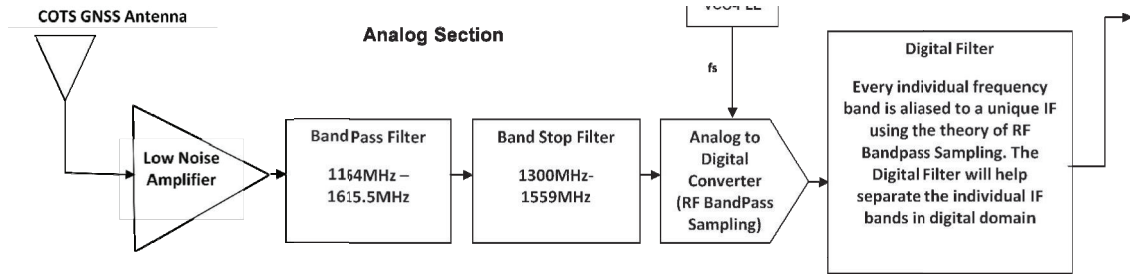 COTS GNSS Antenna
Analog Section
fs
Low Noise
Amplifier
BandPass Filter
1164MHz –
1615.5MHz
Band Stop Filter
1300MHz-
1559MHz
Analog to
Digital
Converter
(RF BandPass
Sampling)
Digital Filter
Every individual frequency
band is aliased to a unique IF
using the theory of RF
Bandpass Sampling. The
Digital Filter will help
separate the individual IF
bands in digital domain